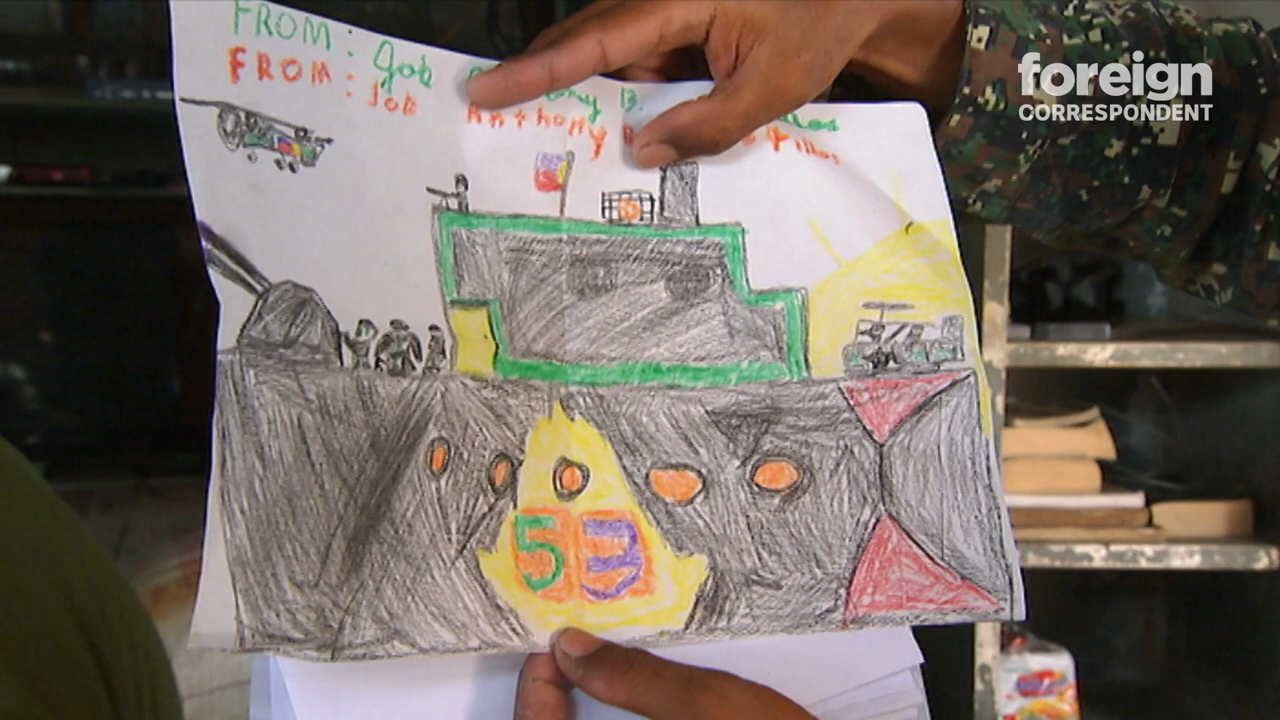 foreign
CORRESPONDENT
FROM: Job B.
FROM: Job Anthony
53